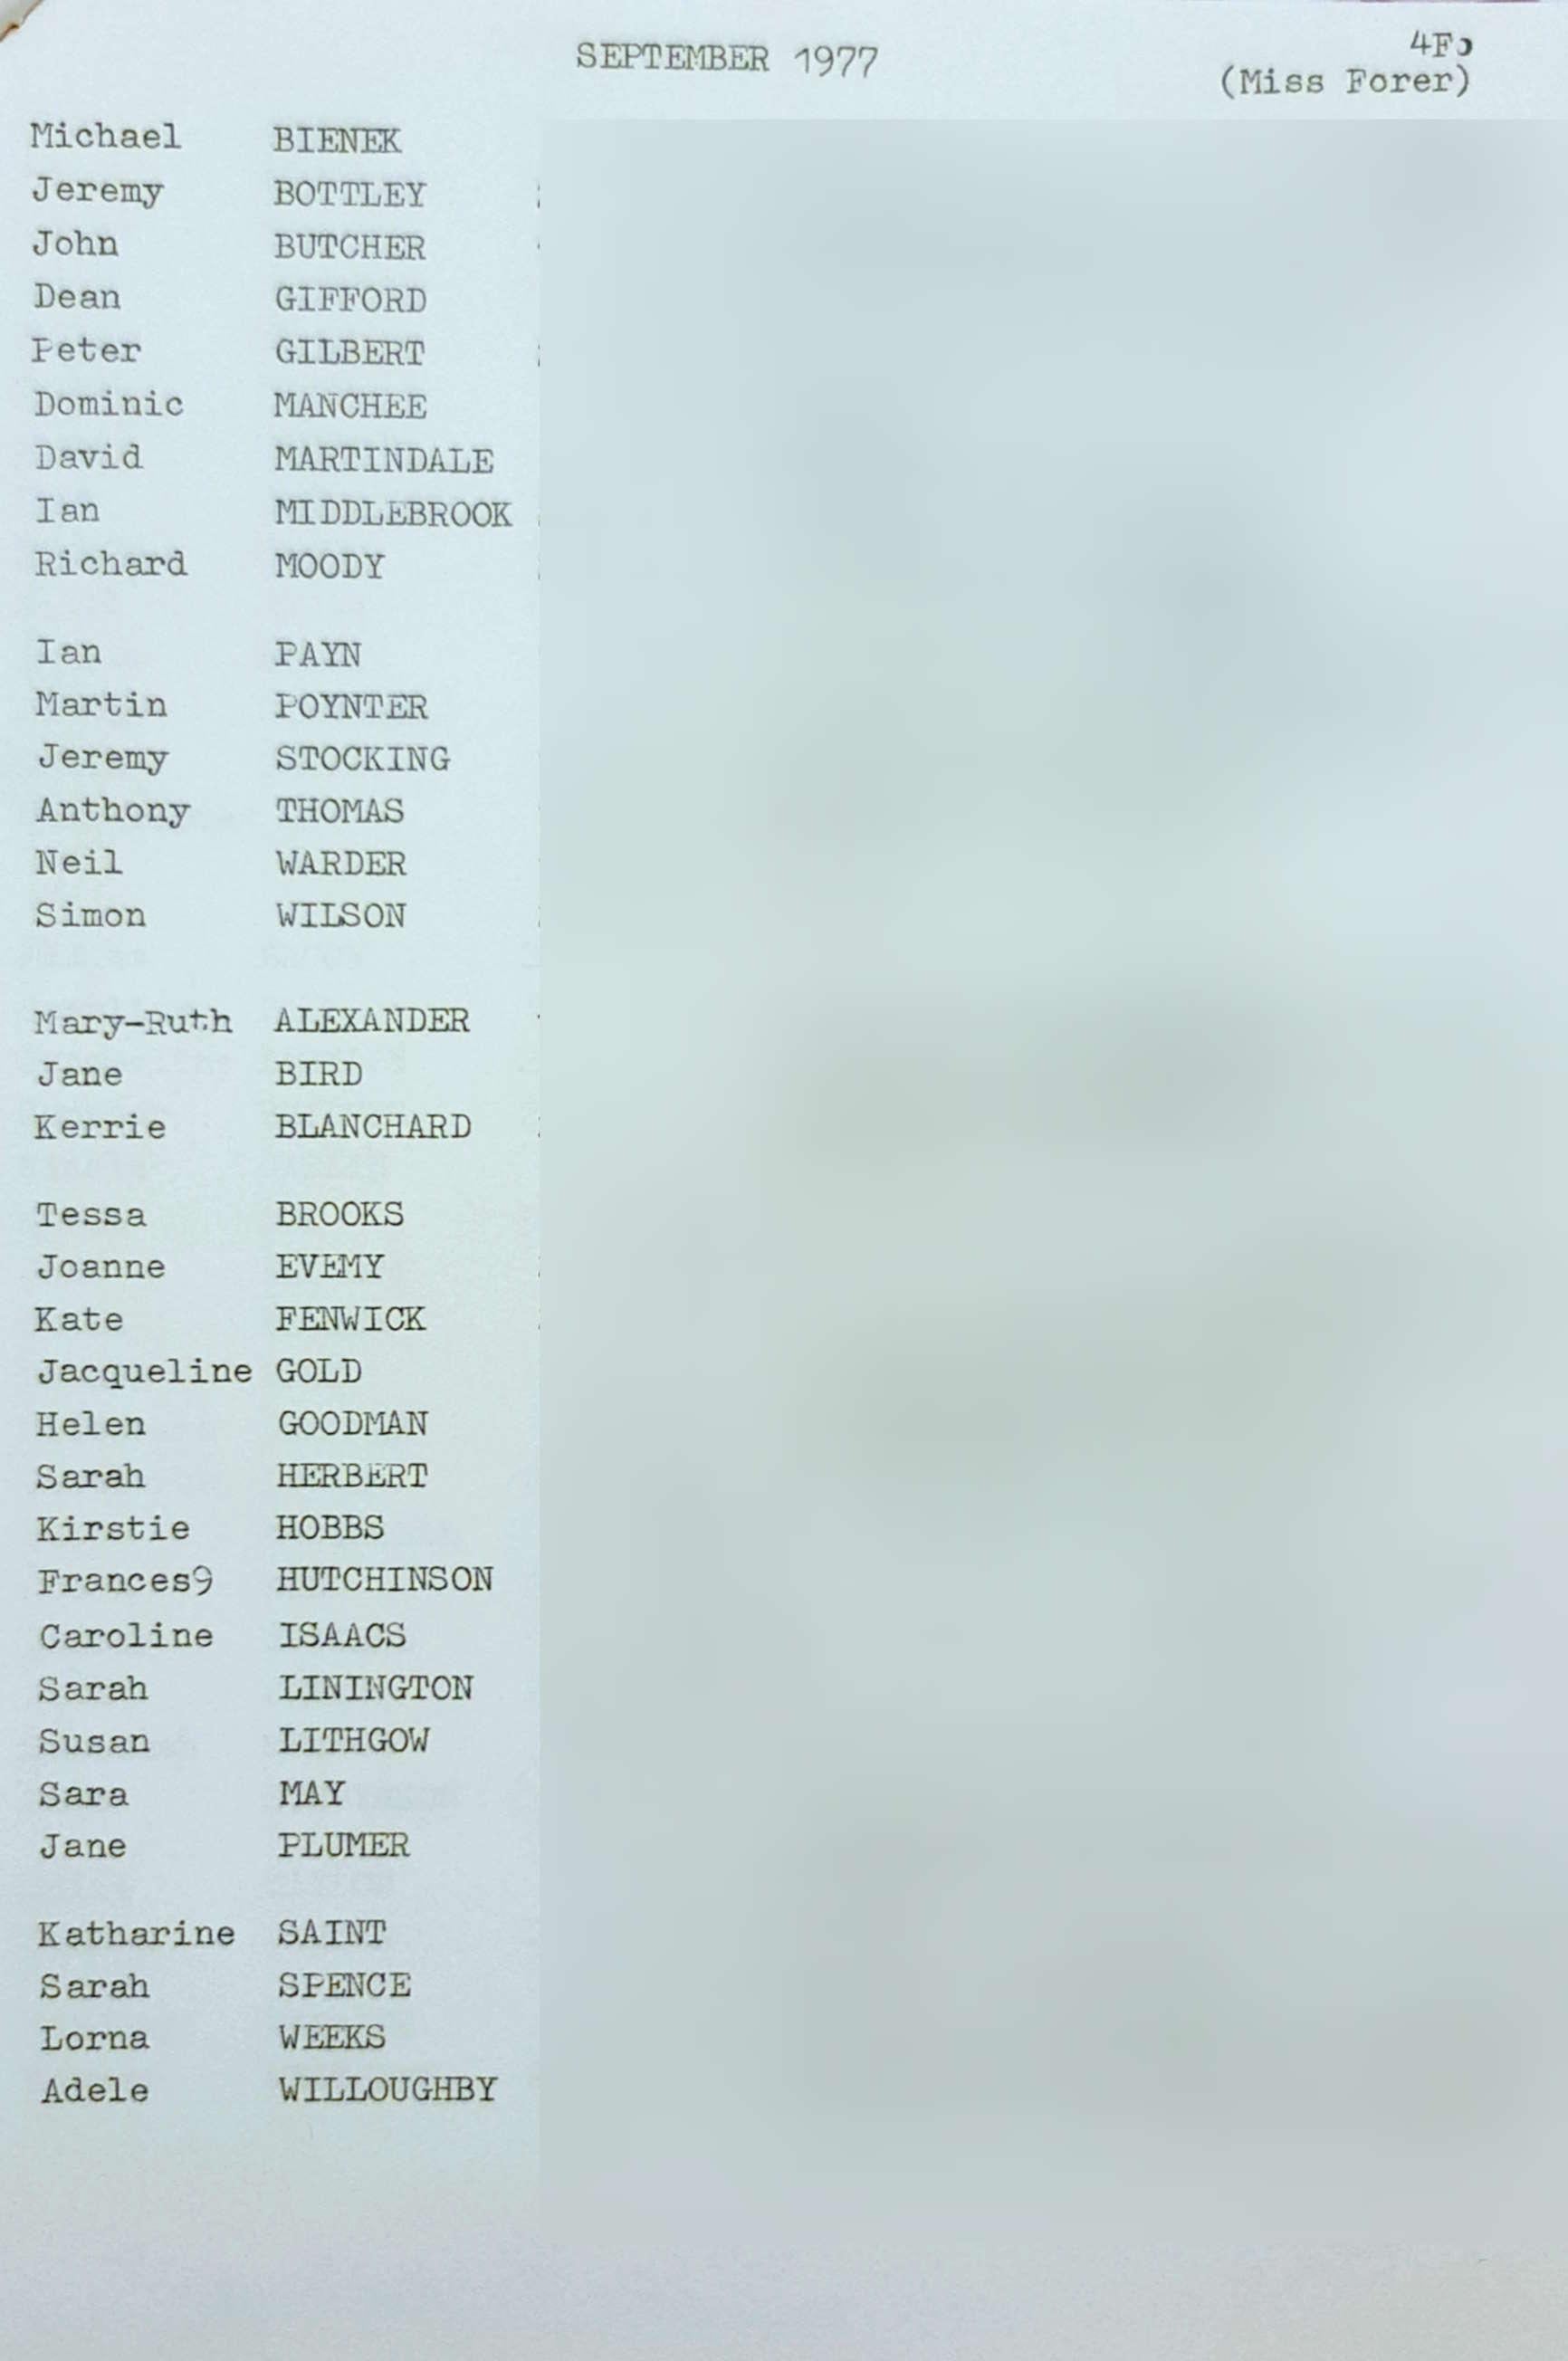 SEPTEMBER 1977 4Fo
(Miss Forer)
Michael BIENEK
Jeremy BOTTLEY
John BUTCHER
Dean GIFFORD
Peter GILBERT
Dominic MANCHEE
David MARTINDALE
Ian MIDDLEBROOK
Richard MOODY
Ian PAYN
Martin POYNTER
Jeremy STOCKING
Anthony THOMAS
Neil WARDER
Simon WILSON
Mary-Ruth ALEXANDER
Jane BIRD
Kerrie BLANCHARD
Tessa BROOKS
Joanne EVEMY
Kate FENWICK
Jacqueline GOLD
Helen GOODMAN
Sarah HERBERT
Kirstie HOBBS
Frances9 HUTCHINSON
Caroline ISAACS
Sarah LININGTON
Susan LITHGOW
Sara MAY
Jane PLUMER
Katharine SAINT
Sarah SPENCE
Lorna WEEKS
Adele WILLOUGHBY